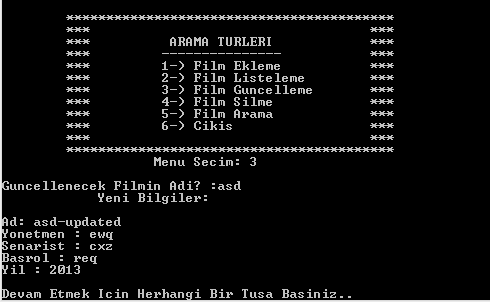 **************************************************
*** ***
*** ARAMA TURLERI ***
*** --------------- ***
*** 1-) Film Ekleme ***
*** 2-) Film Listeleme ***
*** 3-) Film Guncelleme ***
*** 4-) Film Silme ***
*** 5-) Film Arama ***
*** 6-) Cikis ***
*** ***
**************************************************
Menu Secim: 3
Guncellenecek Filmin Adi? :asd
Yeni Bilgiler:
Ad: asd-updated
Yonetmen : ewq
Senarist : cxz
Basrol : req
Yil : 2013
Devam Etmek Icin Herhangi Bir Tusa Basiniz..